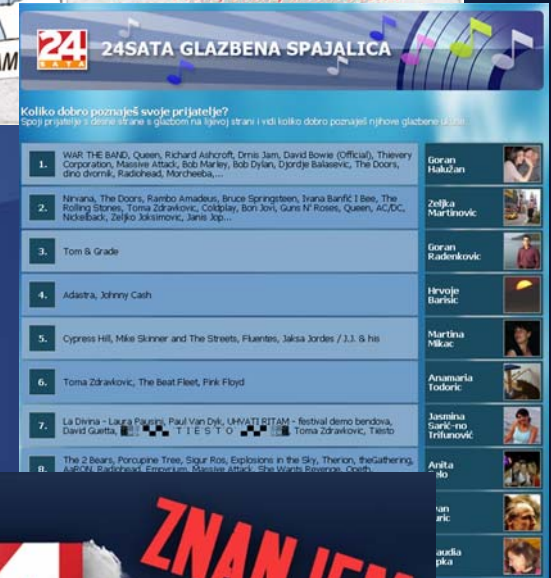 AM
24
SATA
24SATA GLAZBENA SPAJALICA
Koliko dobro poznaješ svoje prijatelje?
Spoji prijatelje s desne strane s glazbom na lijevoj strani i vidi koliko dobro poznaješ njihove glazbene
1.
WAR THE BAND, Queen, Richard Ashcroft, Drnis Jam, David Bowie (Official), Thievery
Corporation, Massive Attack, Bob Marley, Bob Dylan, Djordje Balasevic, The Doors,
dino dvornik, Radiohead, Morcheeba,...
Goran
Halužan
2.
Nirvana, The Doors, Rambo Amadeus, Bruce Springsteen, Ivana Banfić I Bee, The
Rolling Stones, Toma Zdravkovic, Coldplay, Bon Jovi, Guns N' Roses, Queen, AC/DC,
Nickelback, Zeljko Joksimovic, Janis Jop...
Zeljka
Martinovic
3.
Tom & Grade
Goran
Radenkovic
4.
Adastra, Johnny Cash
Hrvoje
Barisic
5.
Cypress Hill, Mike Skinner and The Streets, Fluentes, Jaksa Jordes / J.J. & his
Martina
Mikac
6.
Toma Zdravkovic, The Beat Fleet, Pink Floyd
Anamaria
Todoric
7.
La Divina - Laura Pausini, Paul Van Dyk, UHVATI RITAM - festival demo bendova,
David Guetta, T I Ë S T O Toma Zdravkovic, Tiësto
Jasmina
Sarić-no
Trifunović
8.
The 2 Bears, Porcupine Tree, Sigur Ros, Explosions in the Sky, Therion, theGathering,
AaRON, Radiohead, Empyrium, Massive Attack, She Wants Revenge, Opeth,
Anita
ZNANJEM